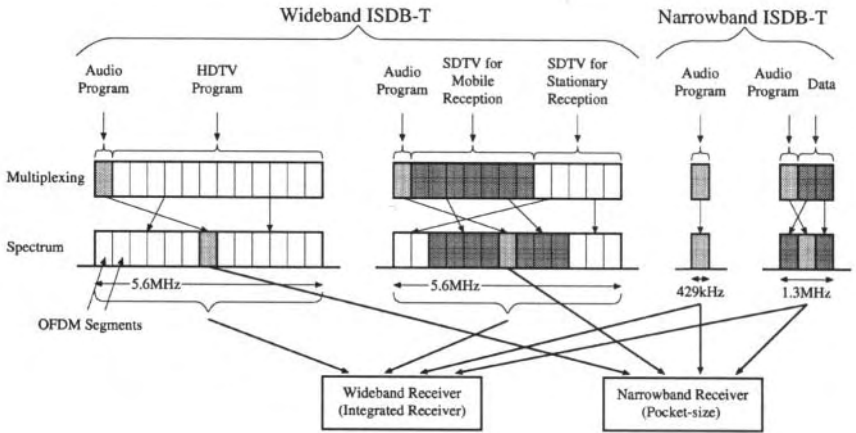 Wideband ISDB-T
Narrowband ISDB-T
Audio
Program
HDTV
Program
Audio
Program
SDTV for
Mobile
Reception
SDTV for
Stationary
Reception
Audio
Program
Audio
Program
Data
Multiplexing
Spectrum
5.6MHz
5.6MHz
429kHz
1.3MHz
OFDM Segments
Wideband Receiver
(Integrated Receiver)
Narrowband Receiver
(Pocket-size)